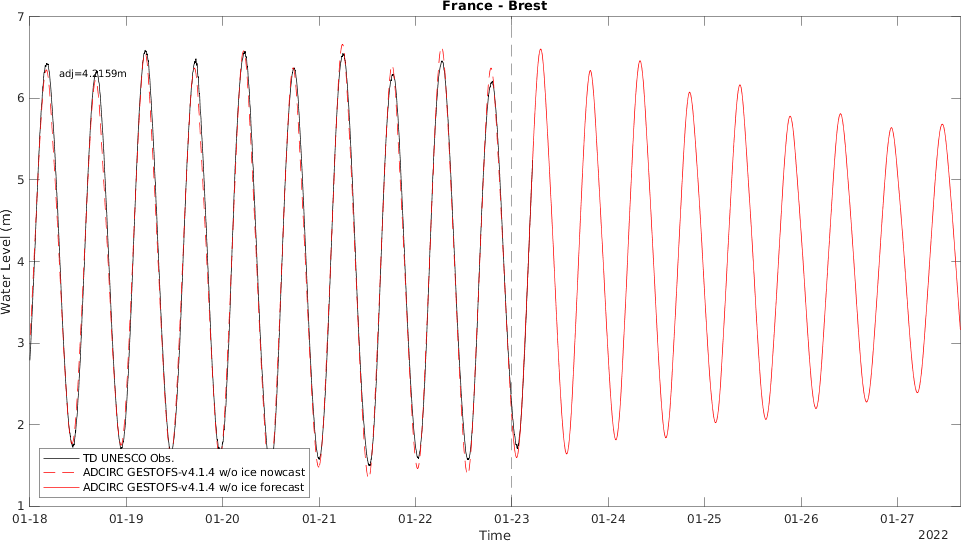 France - Brest
7
6
5
4
3
2
1
Water Level (m)
adj=4.2159m
TD UNESCO Obs.
ADCIRC GESTOFS-v4.1.4 w/o ice nowcast
ADCIRC GESTOFS-v4.1.4 w/o ice forecast
01-18 01-19 01-20 01-21 01-22 01-23 01-24 01-25 01-26 01-27
Time
2022